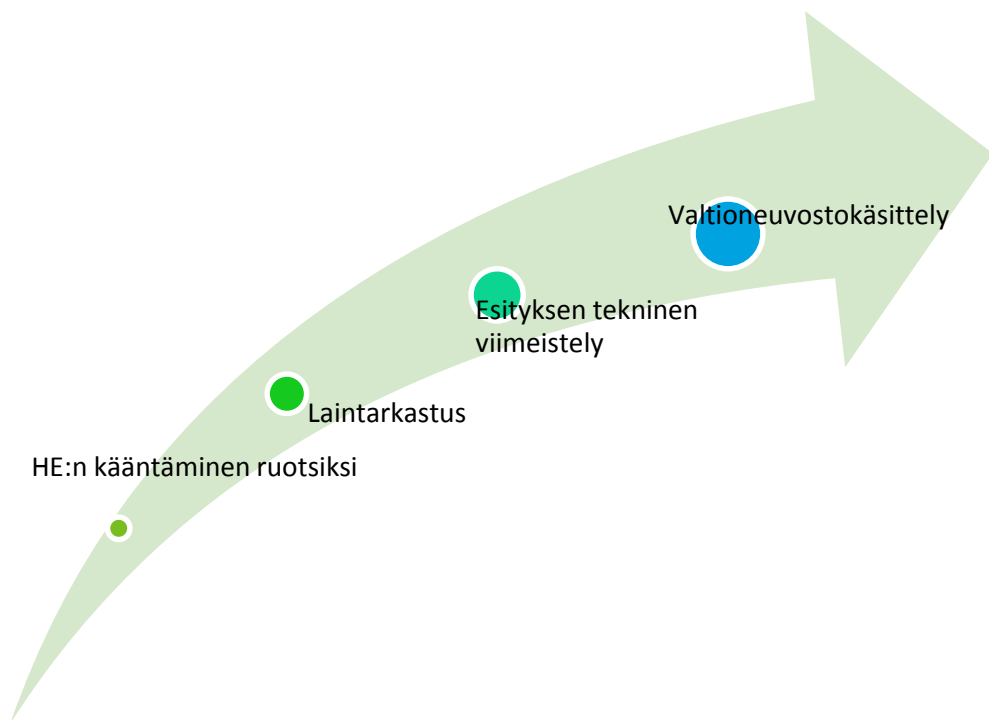 Valtioneuvostokäsittely
Esityksen tekninen
viimeistely
Laintarkastus
HE:n kääntäminen ruotsiksi